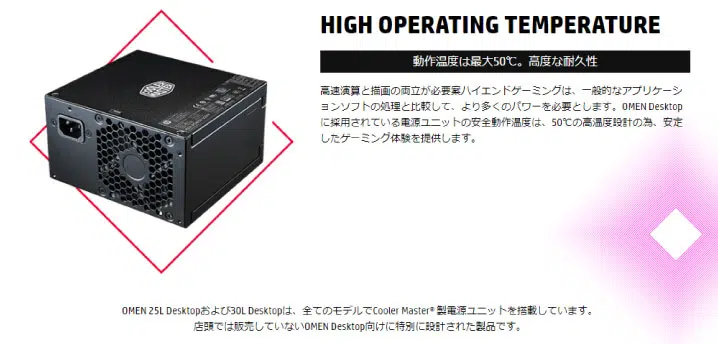 HIGH OPERATING TEMPERATURE
動作温度は最大50℃。高度な耐久性
高速演算と描画の両立が必要案ハイエンドゲーミングは、一般的なアプリケーシ
ョンソフトの処理と比較して、より多くのパワーを必要とします。OMEN Desktop
に採用されている電源ユニットの安全動作温度は、50℃の高温度設計の為、安定
したゲーミング体験を提供します。
OMEN 25L Desktopおよび30L Desktopは、全てのモデルでCooler Master® 製電源ユニットを搭載しています。
店頭では販売していないOMEN Desktop向けに特別に設計された製品です。